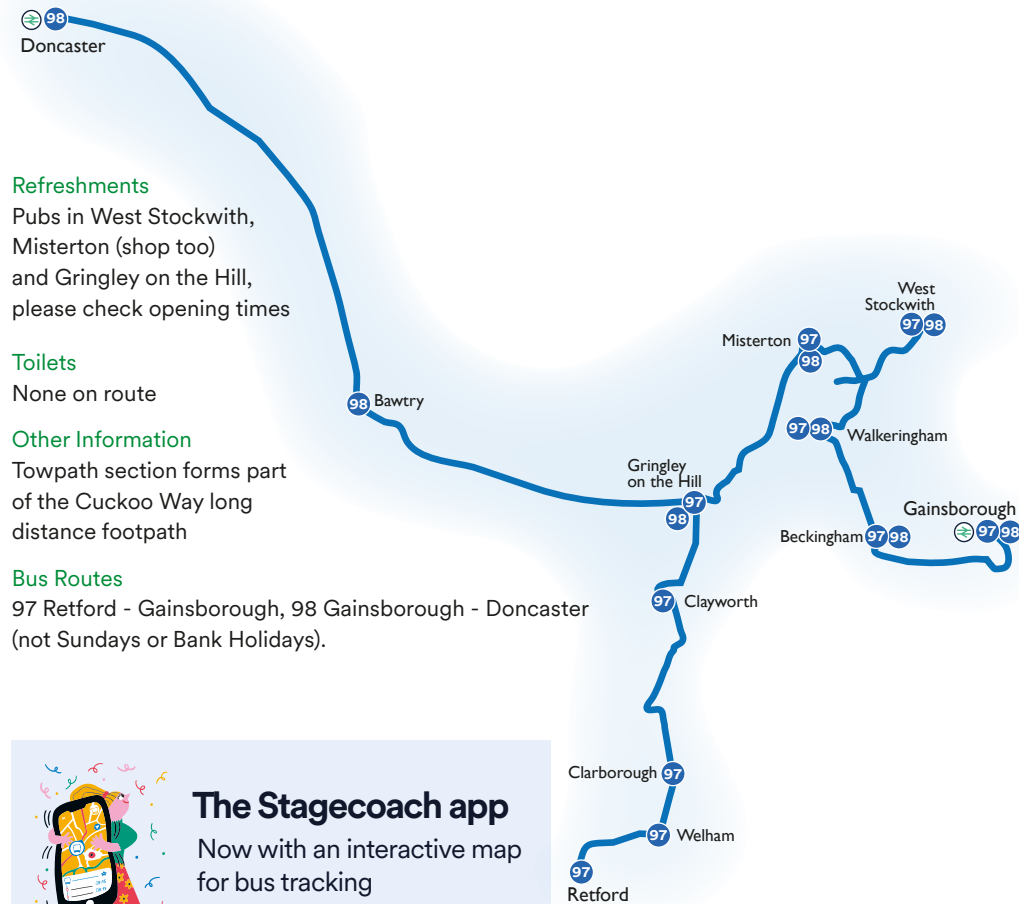 98
Doncaster
Refreshments
Pubs in West Stockwith,
Misterton (shop too)
and Gringley on the Hill,
please check opening times
Toilets
None on route
Other Information
Towpath section forms part
of the Cuckoo Way long
distance footpath
Bus Routes
97 Retford - Gainsborough, 98 Gainsborough - Doncaster
(not Sundays or Bank Holidays).
98 Bawtry
West
Stockwith
97 98
Misterton 97
98
97 98 Walkeringham
Gringley
on the Hill
97
98
Gainsborough
97 98
Beckingham 97 98
97 Clayworth
Clarborough 97
97 Welham
97
Retford
The Stagecoach app
Now with an interactive map
for bus tracking